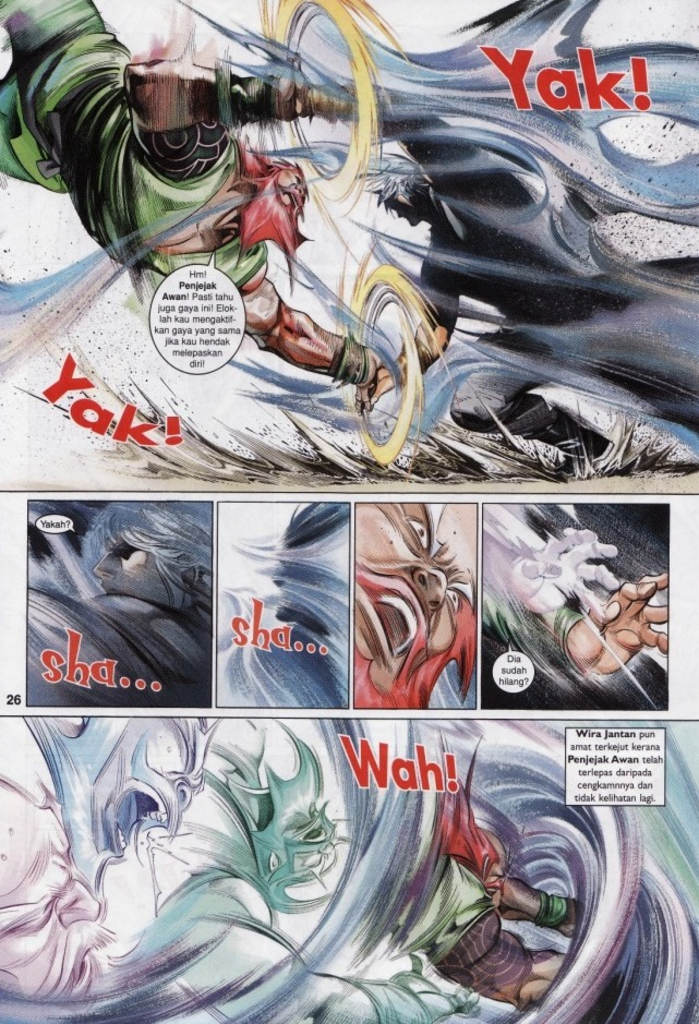 Yak!
Hm!
Penjejak
Awan! Pasti tahu
juga gaya ini! Elok-
lah kau mengaktif-
kan gaya yang sama
jika kau hendak
melepaskan
diri!
Yak!
Yakah?
sha...
sha...
Dia
sudah
hilang?
26
Wah!
Wira Jantan pun
amat terkejut kerana
Penjejak Awan telah
terlepas daripada
cengkamnnya dan
tidak kelihatan lagi.